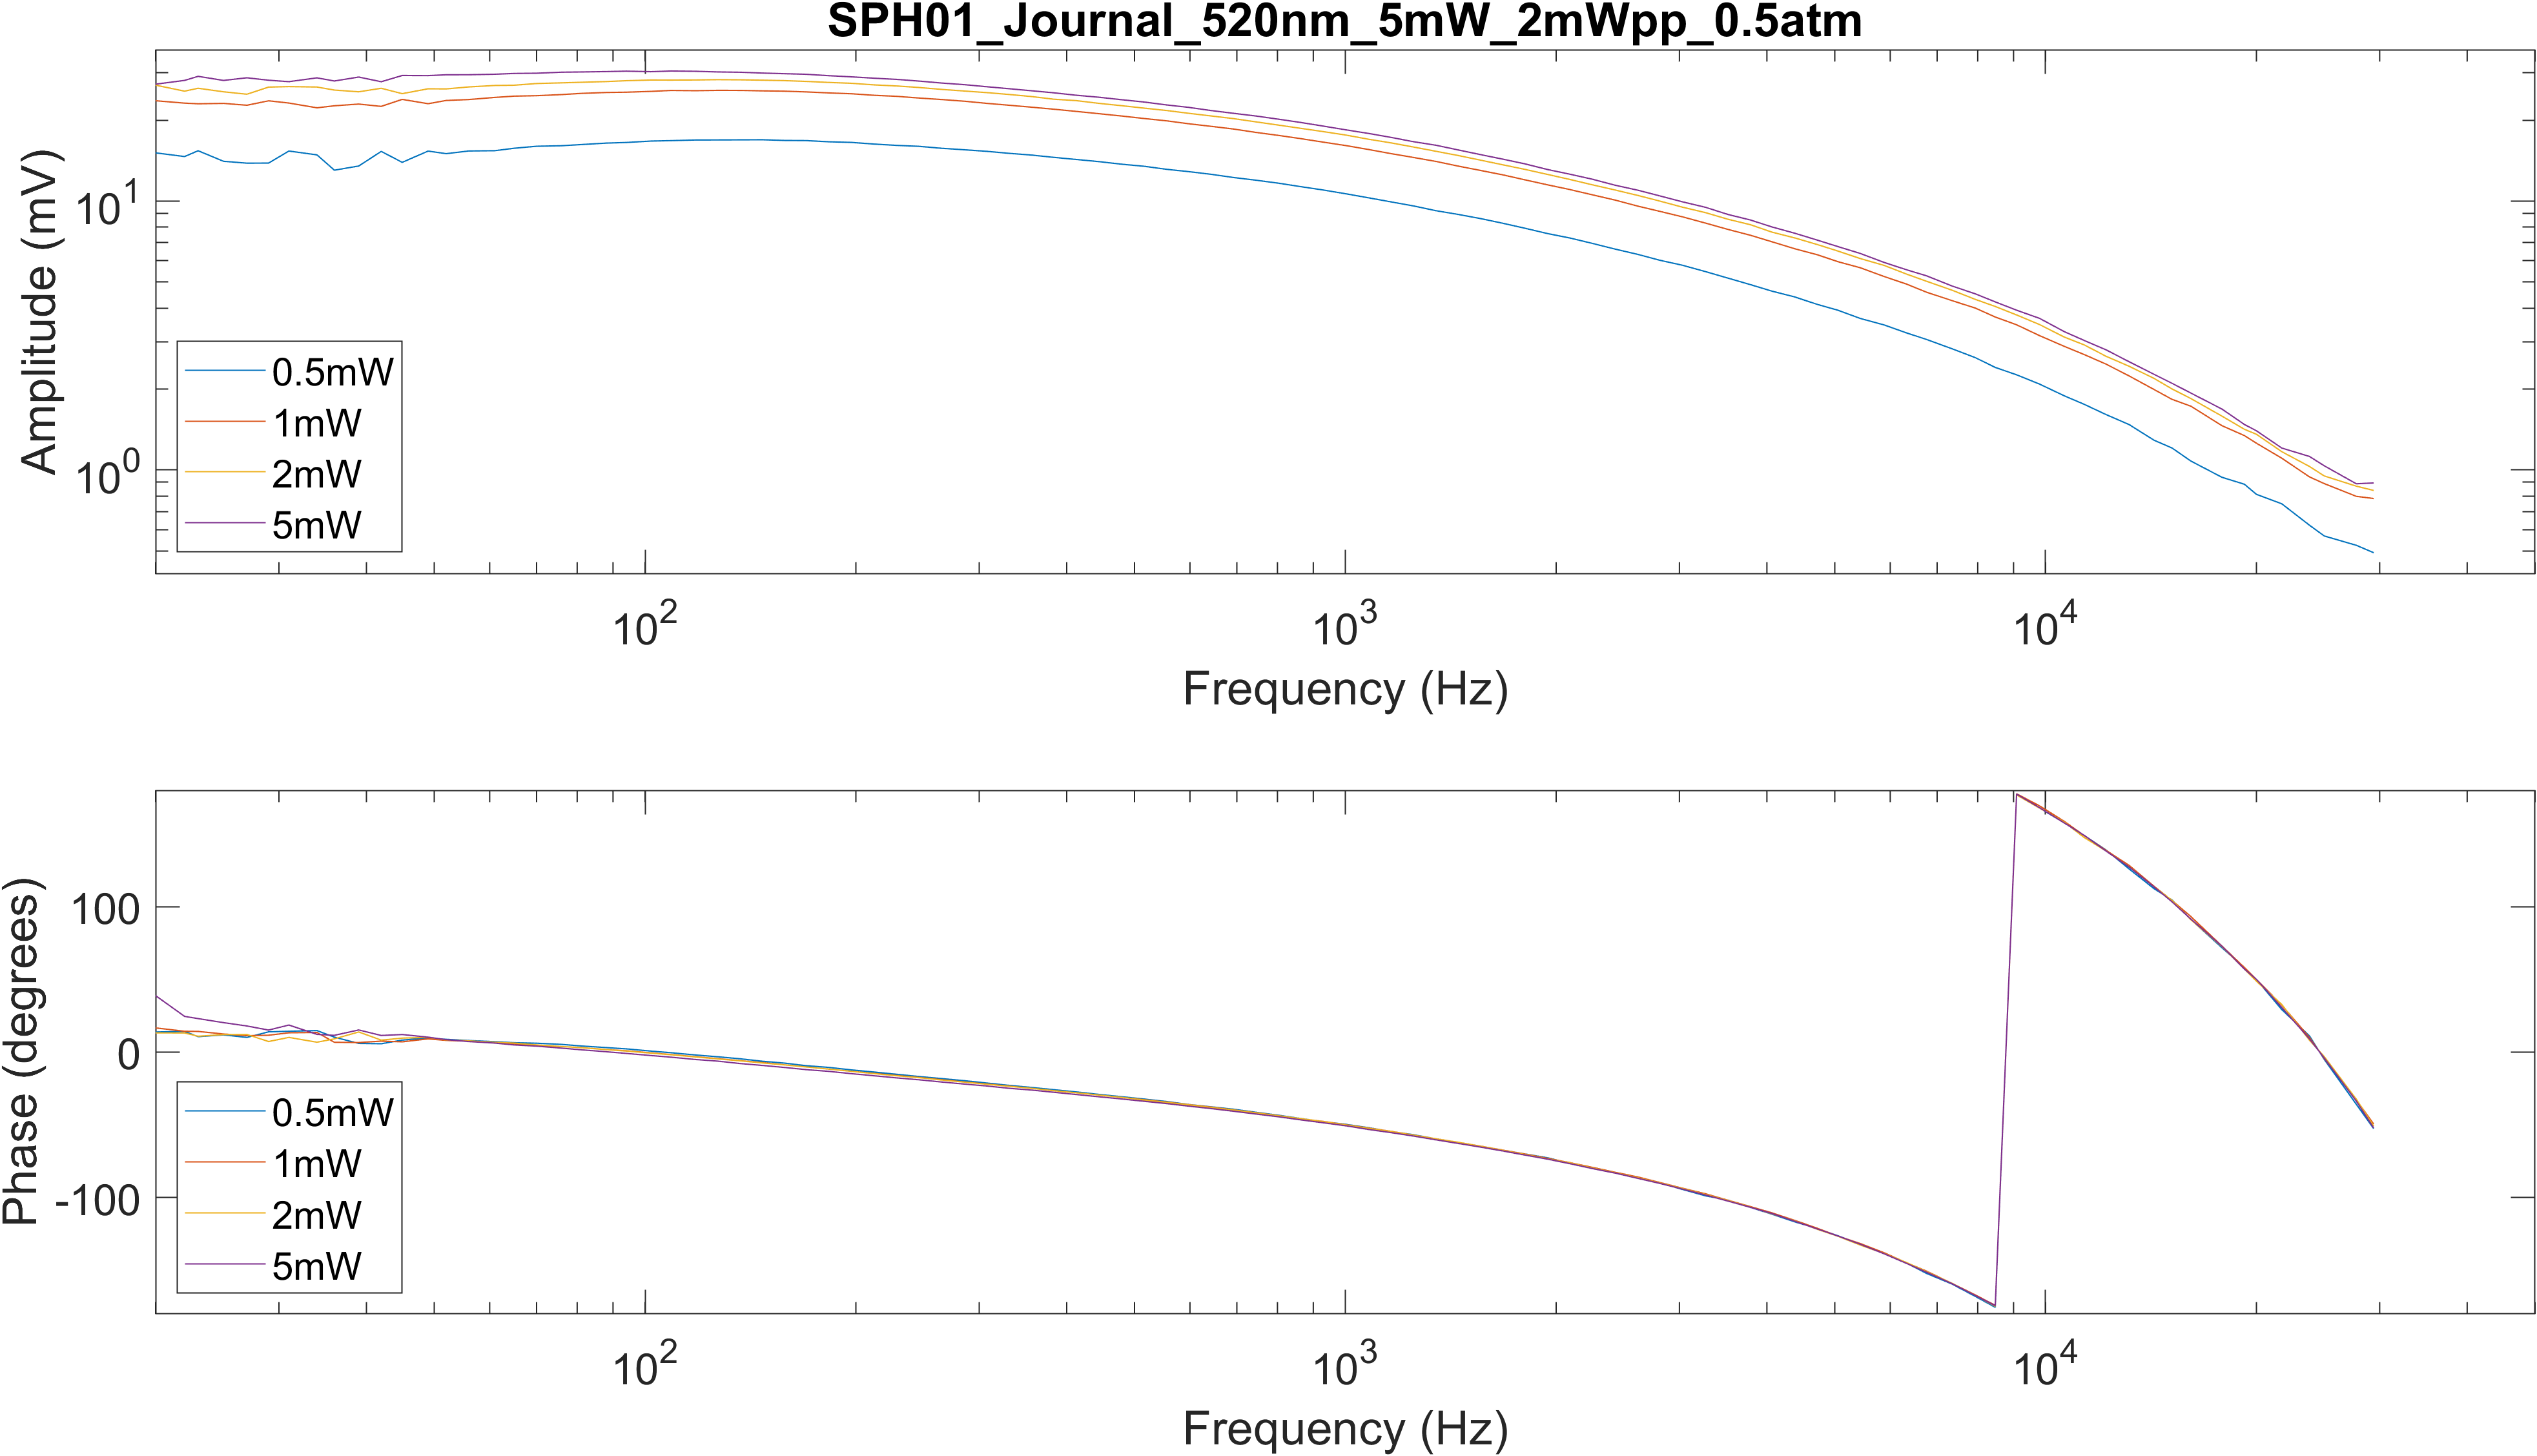 SPH01_Journal_520nm_5mW_2mWpp_0.5atm
Amplitude (mV)
10^1
10^0
0.5mW
1mW
2mW
5mW
10^2
10^3
10^4
Frequency (Hz)
Phase (degrees)
100
0
-100
0.5mW
1mW
2mW
5mW
10^2
10^3
10^4
Frequency (Hz)